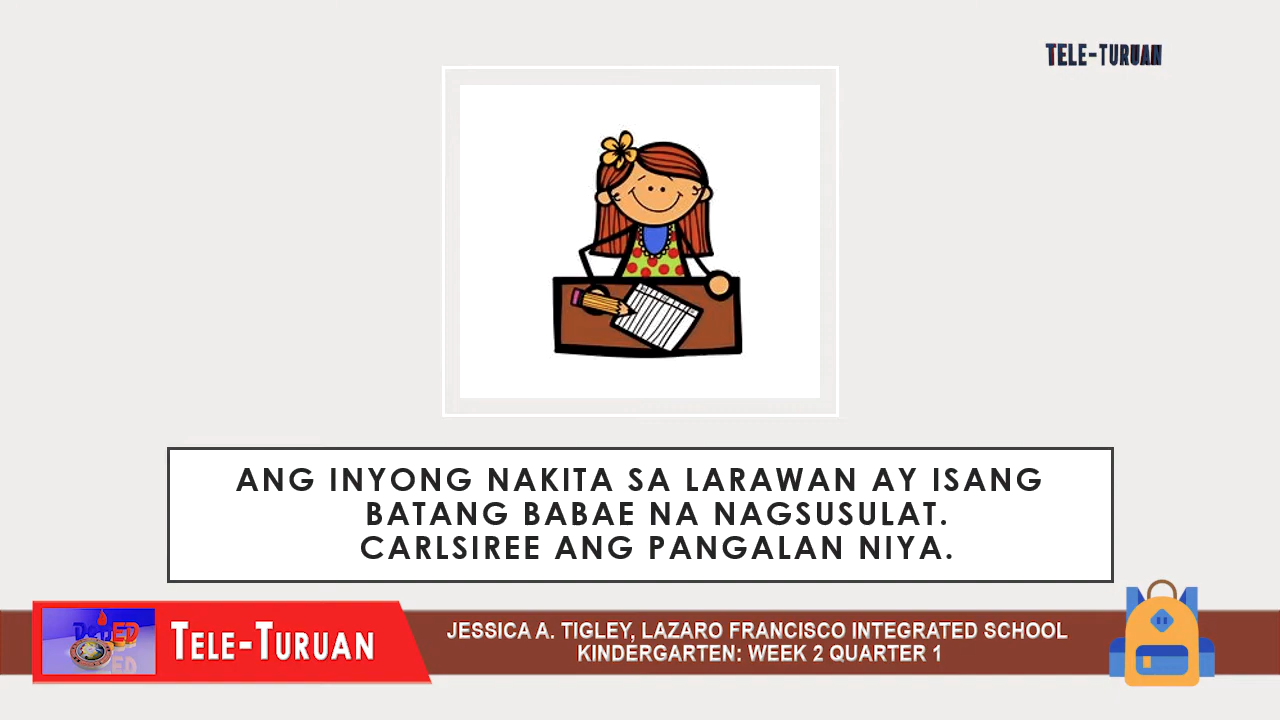 TELE-TURUAN
ANG INYONG NAKITA SA LARAWAN AY ISANG
BATANG BABAE NA NAGSUSULAT.
CARLSIREE ANG PANGALAN NIYA.
DepED
TELE-TURUAN
JESSICA A. TIGLEY, LAZARO FRANCISCO INTEGRATED SCHOOL
KINDERGARTEN: WEEK 2 QUARTER 1